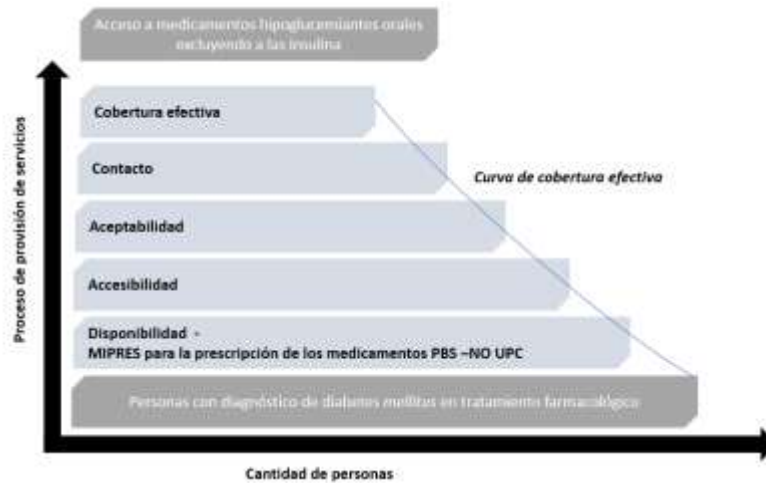 Acceso a medicamentos hipoglucemiantes orales
excluyendo a las insulina
Cobertura efectiva
Contacto
Curva de cobertura efectiva
Aceptabilidad
Accesibilidad
Disponibilidad -
MIPRES para la prescripción de los medicamentos PBS –NO UPC
Personas con diagnóstico de diabetes mellitus en tratamiento farmacológico
Proceso de provisión de servicios
Cantidad de personas